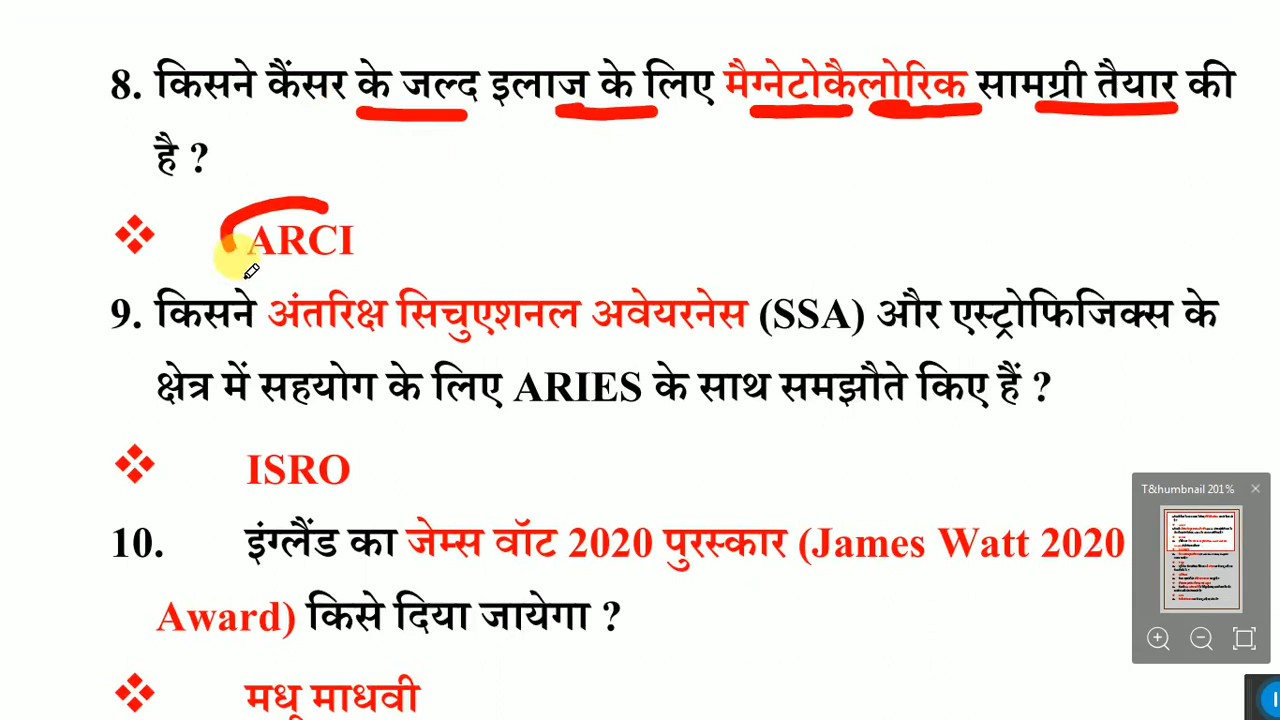 8. किसने कैंसर के जल्द इलाज के लिए मैग्नेटोकैलोरिक सामग्री तैयार की
है ?
❖ ARCI
9. किसने अंतरिक्ष सिचुएशनल अवेयरनेस (SSA) और एस्ट्रोफिजिक्स के
क्षेत्र में सहयोग के लिए ARIES के साथ समझौते किए हैं ?
❖ ISRO
10. इंग्लैंड का जेम्स वॉट 2020 पुरस्कार (James Watt 2020
Award) किसे दिया जायेगा ?
❖ मधू माधवी
T&thumbnail 201%